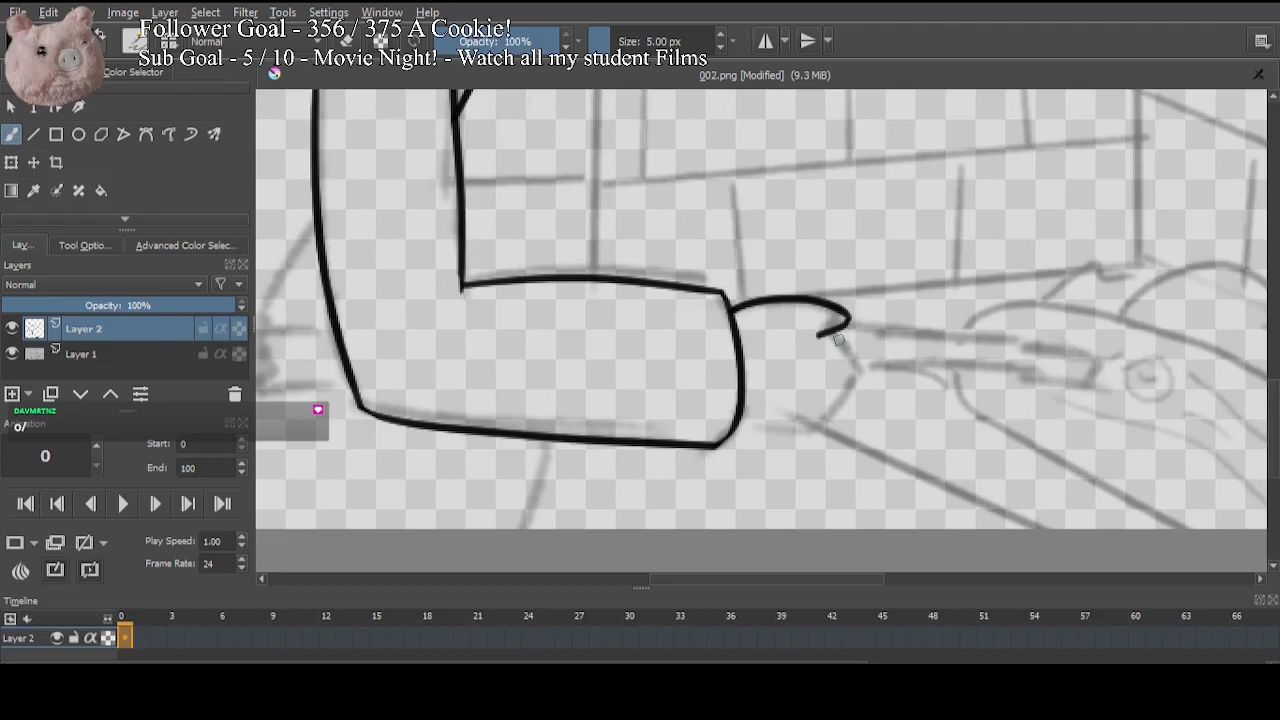 File Edit View Image Layer Select Filter Tools Settings Window Help
Follower Goal - 356 / 375 A Cookie!
Normal Opacity: 100% Size: 5.00 px
Sub Goal - 5 / 10 - Movie Night! - Watch all my student Films
Color Selector
002.png [Modified] (9.3 MiB)
Lay... Tool Optio... Advanced Color Selec...
Layers
Normal
Opacity: 100%
Layer 2
Layer 1
DAVMRTNZ
o/
Start: 0
0
End: 100
Play Speed: 1.00
Frame Rate: 24
Timeline
0 3 6 9 12 15 18 21 24 27 30 33 36 39 42 45 48 51 54 57 60 63 66
Layer 2